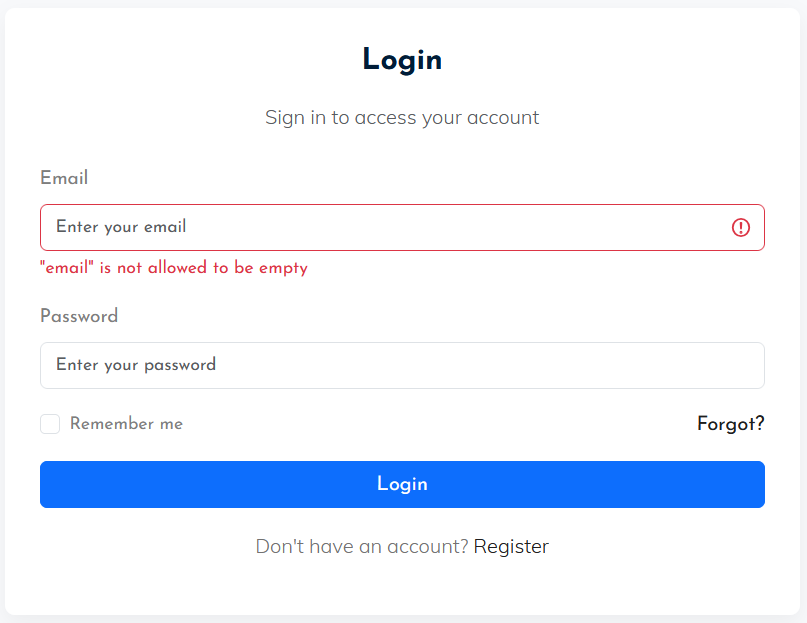 Login
Sign in to access your account
Email
Enter your email
"email" is not allowed to be empty
Password
Enter your password
Remember me Forgot?
Login
Don't have an account? Register